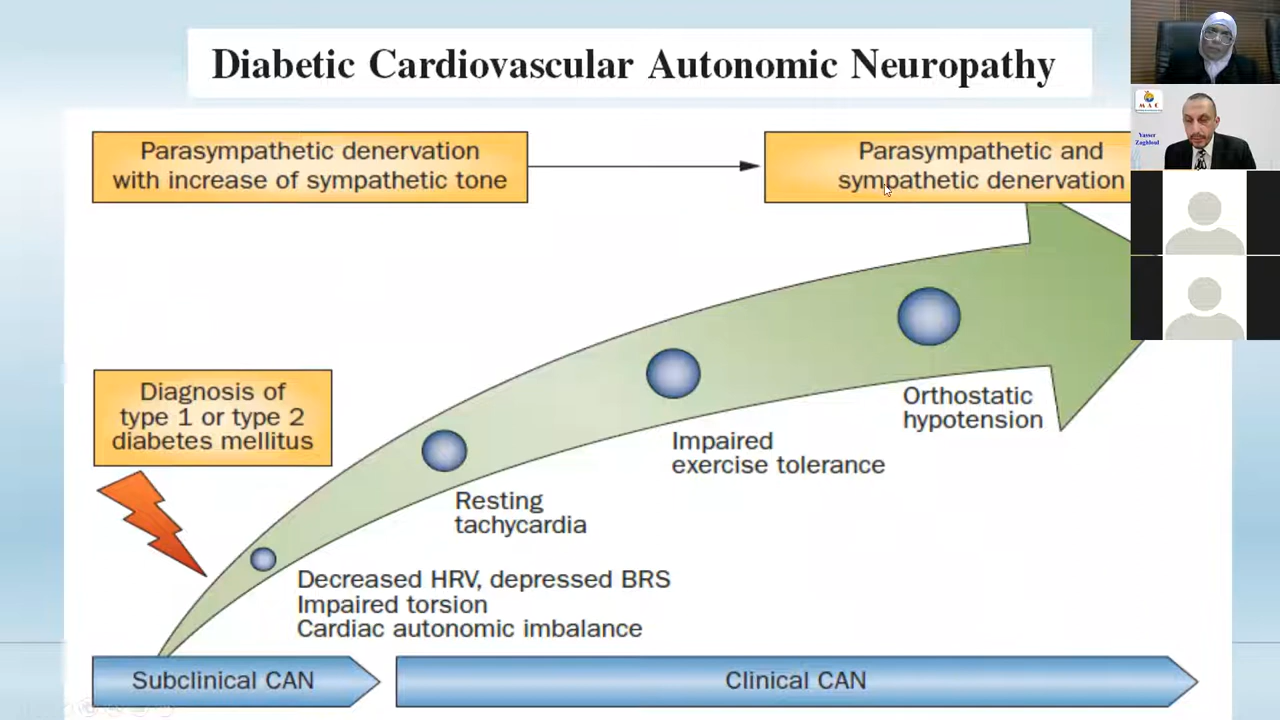 Diabetic Cardiovascular Autonomic Neuropathy
Parasympathetic denervation
with increase of sympathetic tone
Parasympathetic and
sympathetic denervation
Diagnosis of
type 1 or type 2
diabetes mellitus
Orthostatic
hypotension
Impaired
exercise tolerance
Resting
tachycardia
Decreased HRV, depressed BRS
Impaired torsion
Cardiac autonomic imbalance
Subclinical CAN
Clinical CAN
M A C
Yasser
Zaghloul